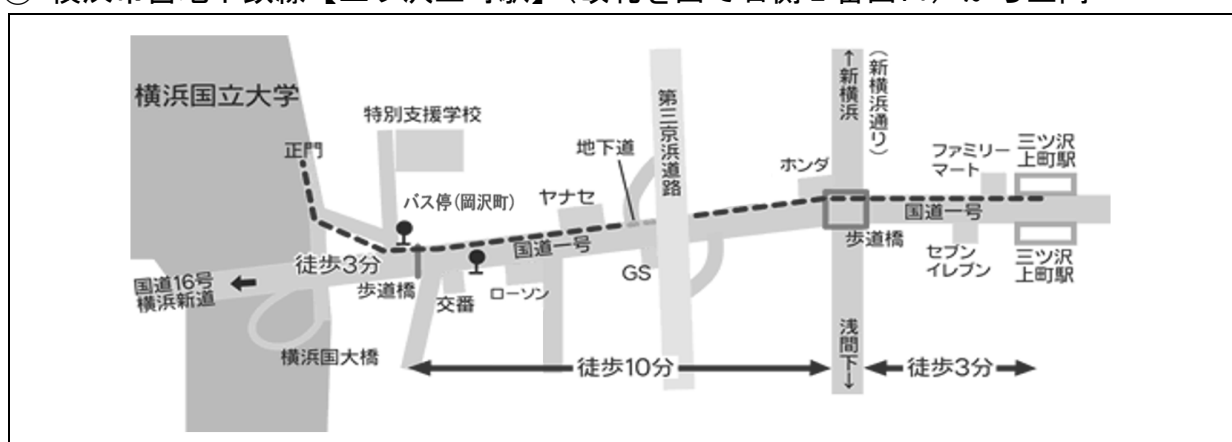 横浜国立大学
正門
特別支援学校
バス停(岡沢町)
ヤナセ
地下道
第三京浜道路
ホンダ
↑新横浜
(新横浜通り)
ファミリー
マート
三ツ沢
上町駅
国道一号
国道一号
歩道橋
セブン
イレブン
三ツ沢
上町駅
徒歩3分
国道16号
横浜新道
歩道橋
交番
ローソン
GS
横浜国大橋
徒歩10分
浅間下↓
徒歩3分